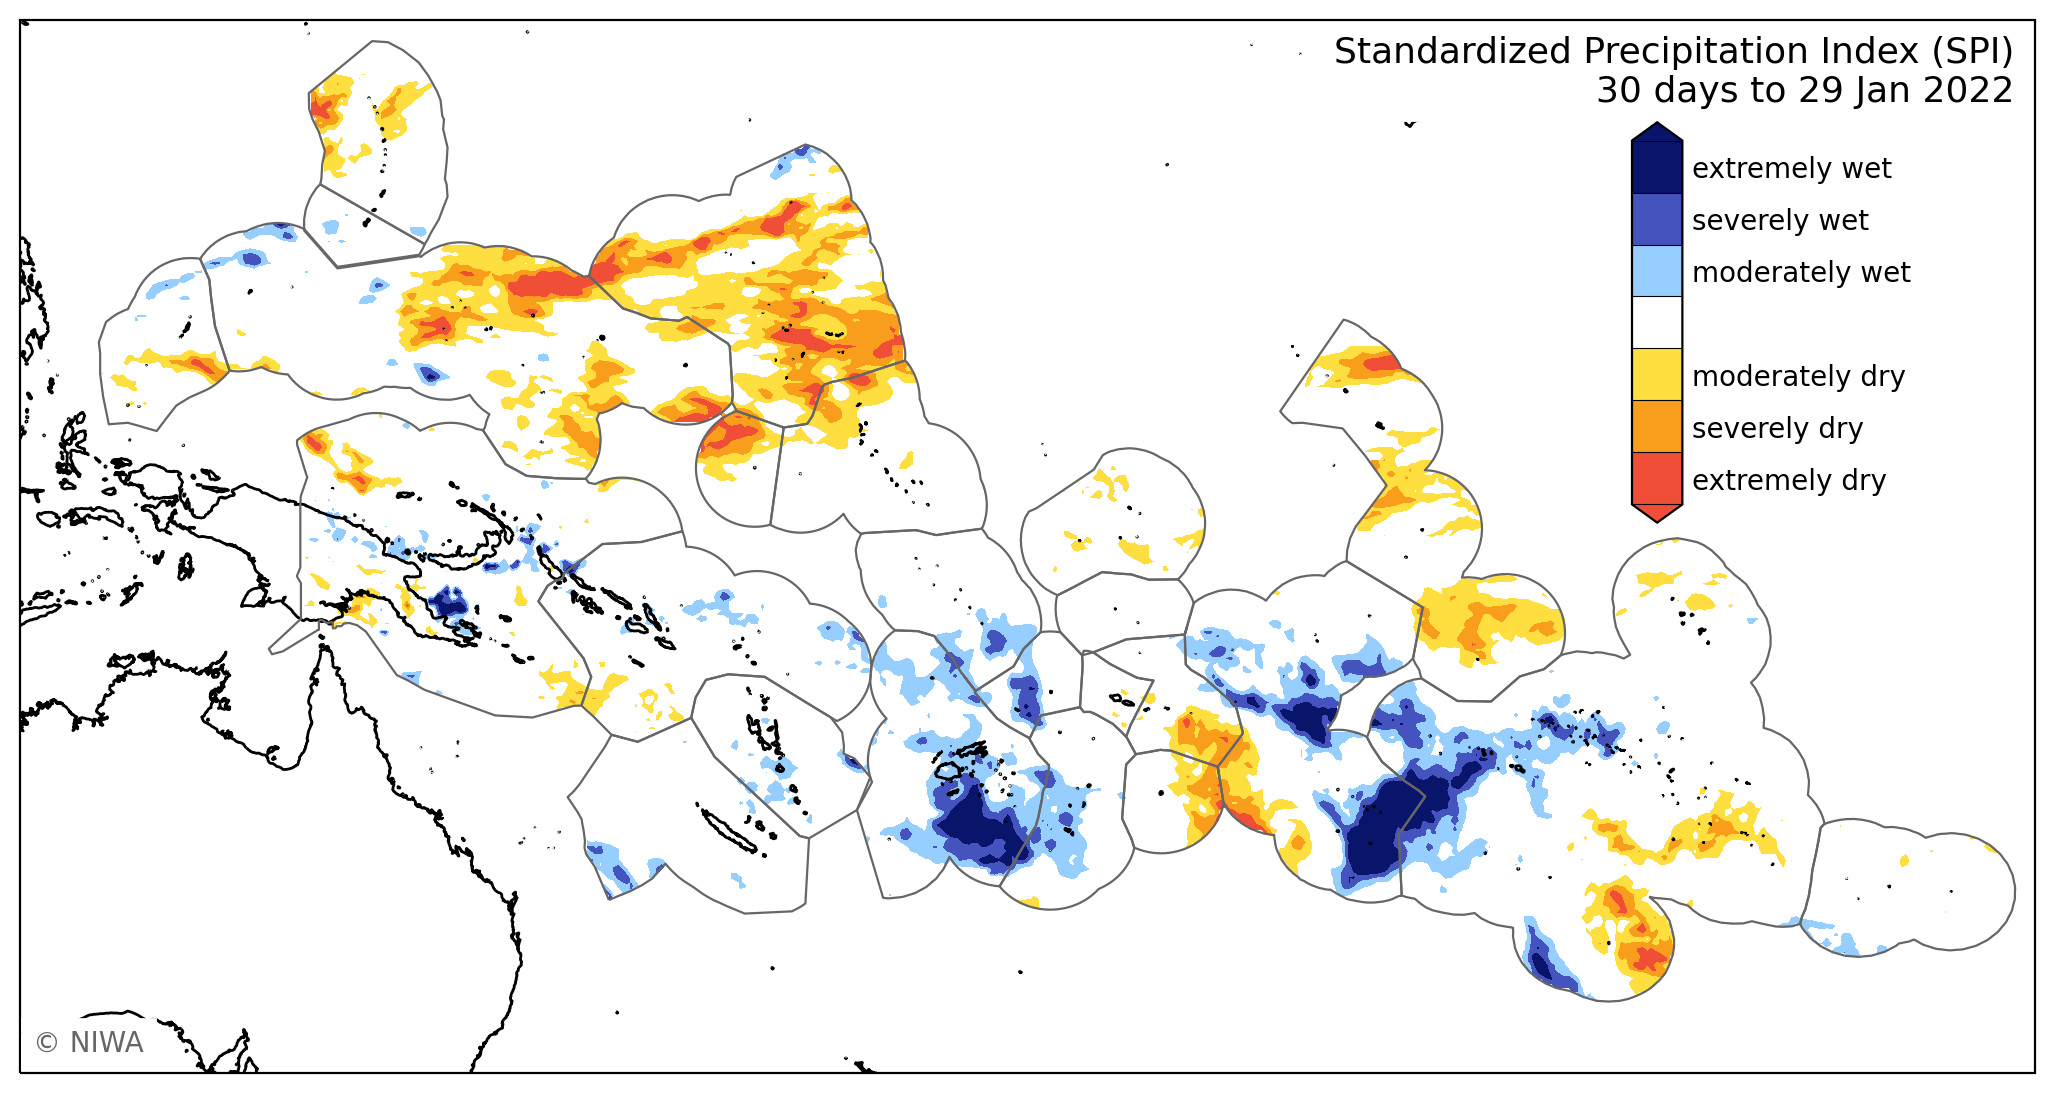 Standardized Precipitation Index (SPI)
30 days to 29 Jan 2022
extremely wet
severely wet
moderately wet
moderately dry
severely dry
extremely dry
© NIWA